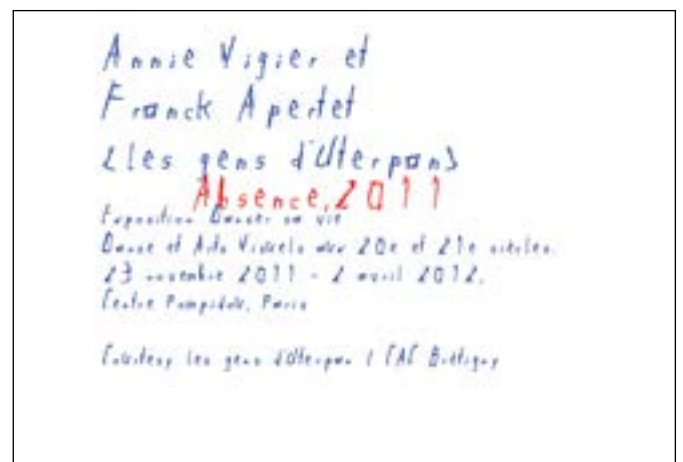 Annie Vigier et
Franck Apertet
(les gens d'Uterpan)
Absence, 2011
Exposition Danser sa vie
Danse et Arts Visuels aux 20e et 21e siècles.
23 novembre 2011 - 2 avril 2012.
Centre Pompidou, Paris
Courtesy les gens d'Uterpan / CAC Brétigny